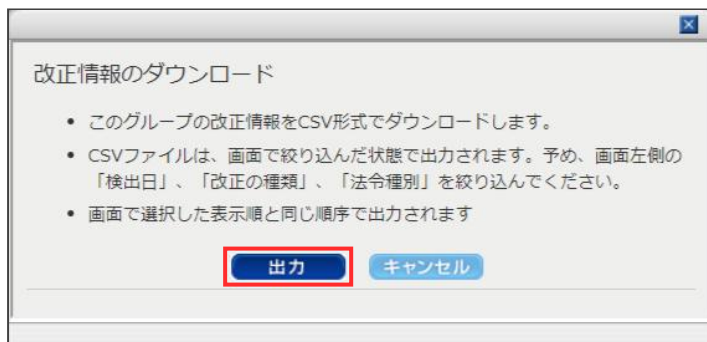 改正情報のダウンロード
• このグループの改正情報をCSV形式でダウンロードします。
• CSVファイルは、画面で絞り込んだ状態で出力されます。予め、画面左側の
「検出日」、「改正の種類」、「法令種別」を絞り込んでください。
• 画面で選択した表示順と同じ順序で出力されます
出力 キャンセル